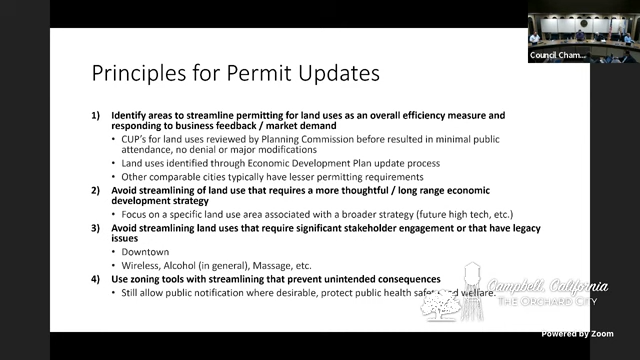 Council Cham...
Principles for Permit Updates
1) Identify areas to streamline permitting for land uses as an overall efficiency measure and
responding to business feedback / market demand
• CUP's for land uses reviewed by Planning Commission before resulted in minimal public
attendance, no denial or major modifications
• Land uses identified through Economic Development Plan update process
• Other comparable cities typically have lesser permitting requirements
2) Avoid streamlining of land use that requires a more thoughtful / long range economic
development strategy
• Focus on a specific land use area associated with a broader strategy (future high tech, etc.)
3) Avoid streamlining land uses that require significant stakeholder engagement or that have legacy
issues
• Downtown
• Wireless, Alcohol (in general), Massage, etc.
4) Use zoning tools with streamlining that prevent unintended consequences
• Still allow public notification where desirable, protect public health safety and welfare.
Campbell, California
THE ORCHARD CITY
Powered by Zoom